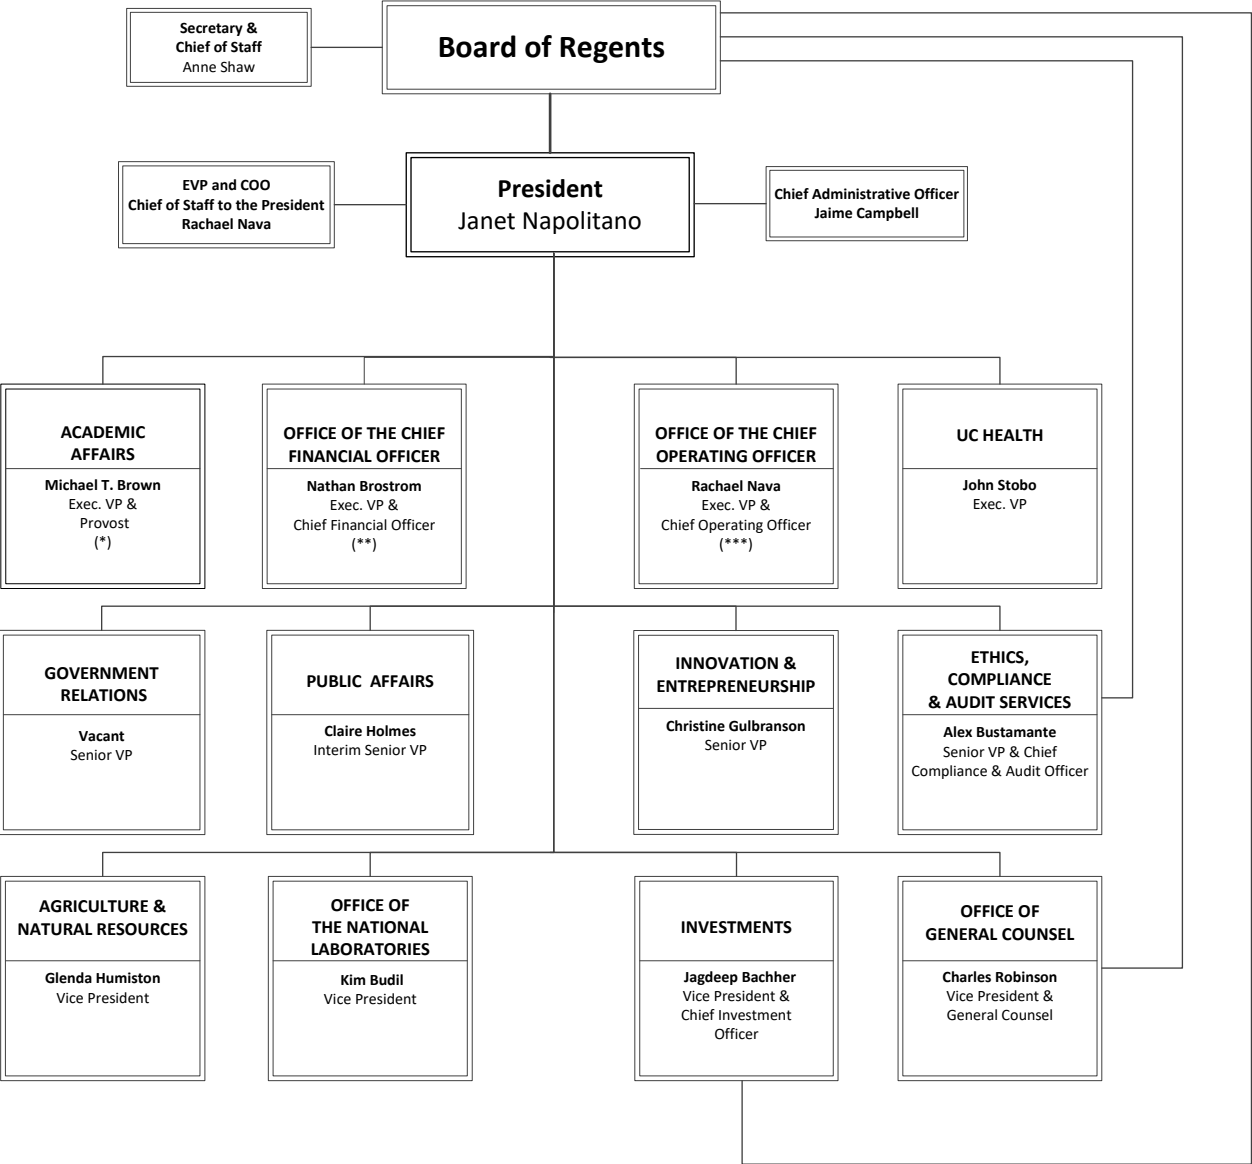 Secretary &
Chief of Staff
Anne Shaw
Board of Regents
EVP and COO
Chief of Staff to the President
Rachael Nava
President
Janet Napolitano
Chief Administrative Officer
Jaime Campbell
ACADEMIC
AFFAIRS
Michael T. Brown
Exec. VP &
Provost
(*)
OFFICE OF THE CHIEF
FINANCIAL OFFICER
Nathan Brostrom
Exec. VP &
Chief Financial Officer
(**)
OFFICE OF THE CHIEF
OPERATING OFFICER
Rachael Nava
Exec. VP &
Chief Operating Officer
(***)
UC HEALTH
John Stobo
Exec. VP
GOVERNMENT
RELATIONS
Vacant
Senior VP
PUBLIC AFFAIRS
Claire Holmes
Interim Senior VP
INNOVATION &
ENTREPRENEURSHIP
Christine Gulbranson
Senior VP
ETHICS,
COMPLIANCE
& AUDIT SERVICES
Alex Bustamante
Senior VP & Chief
Compliance & Audit Officer
AGRICULTURE &
NATURAL RESOURCES
Glenda Humiston
Vice President
OFFICE OF
THE NATIONAL
LABORATORIES
Kim Budil
Vice President
INVESTMENTS
Jagdeep Bachher
Vice President &
Chief Investment
Officer
OFFICE OF
GENERAL COUNSEL
Charles Robinson
Vice President &
General Counsel